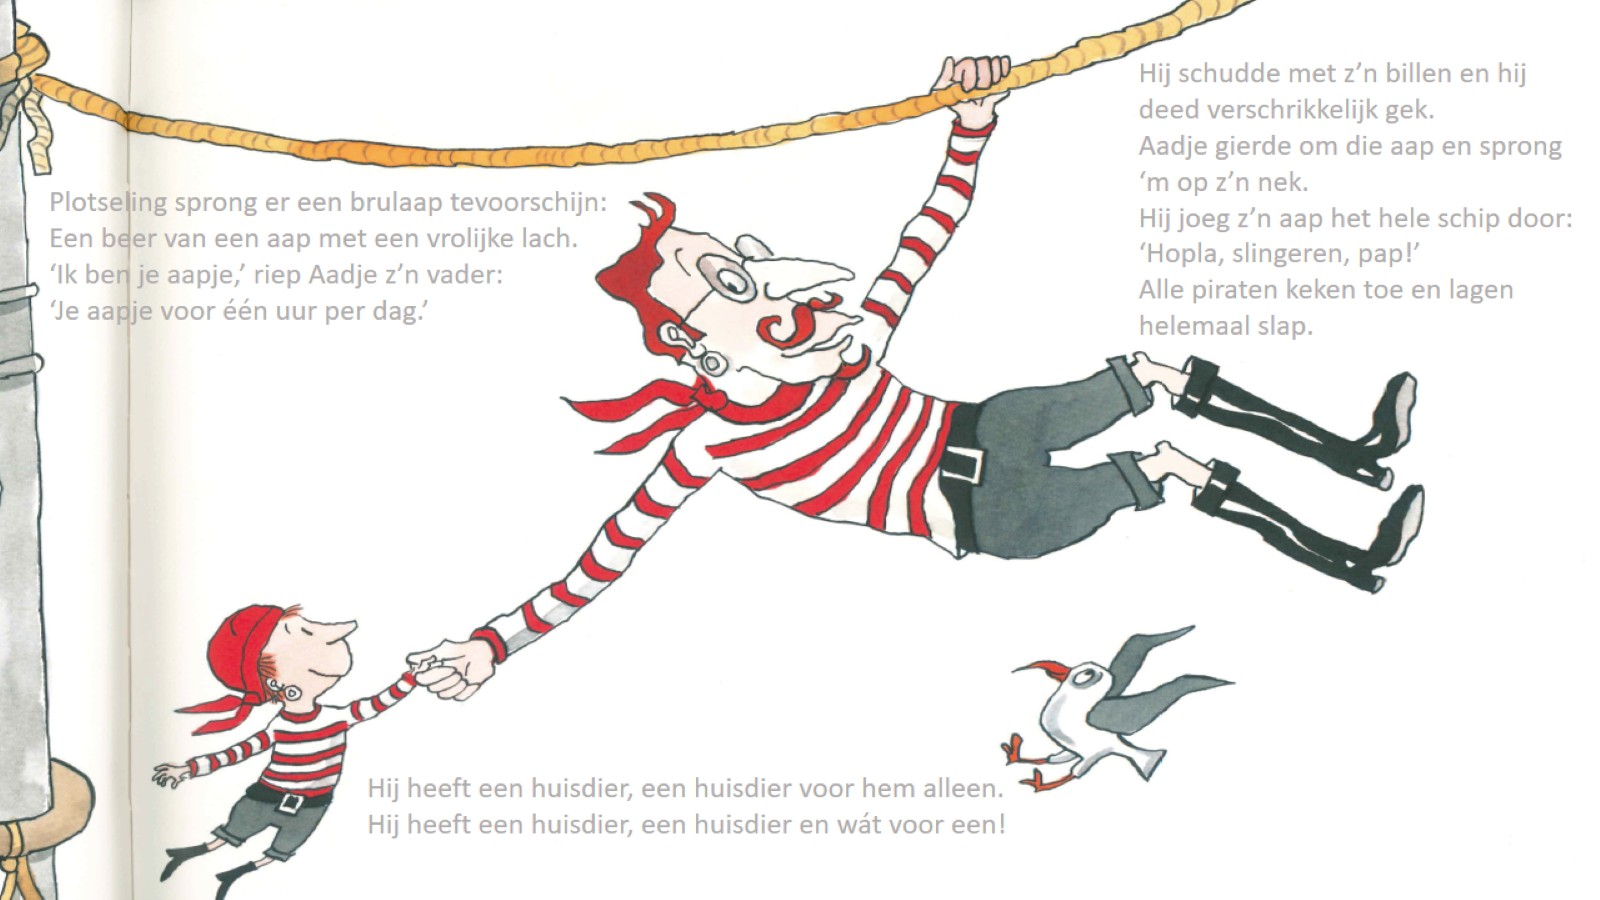 Plotseling sprong er een brulaap tevoorschijn:
Een beer van een aap met een vrolijke lach.
‘Ik ben je aapje,’ riep Aadje z’n vader:
‘Je aapje voor één uur per dag.’
Hij schudde met z’n billen en hij
deed verschrikkelijk gek.
Aadje gierde om die aap en sprong
‘m op z’n nek.
Hij joeg z’n aap het hele schip door:
‘Hopla, slingeren, pap!’
Alle piraten keken toe en lagen
helemaal slap.
Hij heeft een huisdier, een huisdier voor hem alleen.
Hij heeft een huisdier, een huisdier en wát voor een!